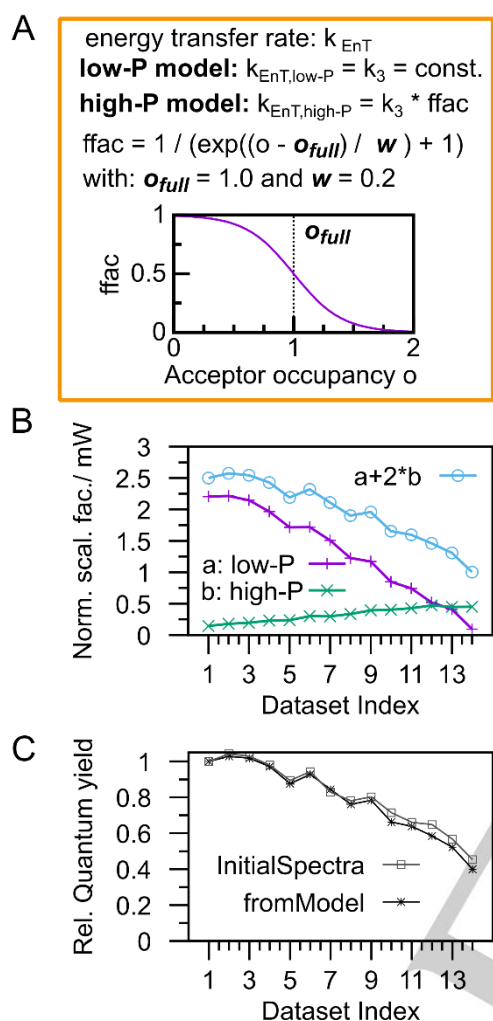 A
energy transfer rate: k EnT
low-P model: kEnT,low-P = k3 = const.
high-P model: kEnT,high-P = k3 * ffac
ffac = 1 / (exp((o - ofull) / w ) + 1)
with: ofull = 1.0 and w = 0.2
ofull
1
0.5
0
ffac
0 1 2
Acceptor occupancy o
B
3
2.5
2
1.5
1
0.5
0
Norm. scal. fac./ mW
a+2*b
a: low-P
b: high-P
1 3 5 7 9 11 13
Dataset Index
C
1
0.8
0.6
0.4
0.2
0
Rel. Quantum yield
InitialSpectra
fromModel
1 3 5 7 9 11 13
Dataset Index